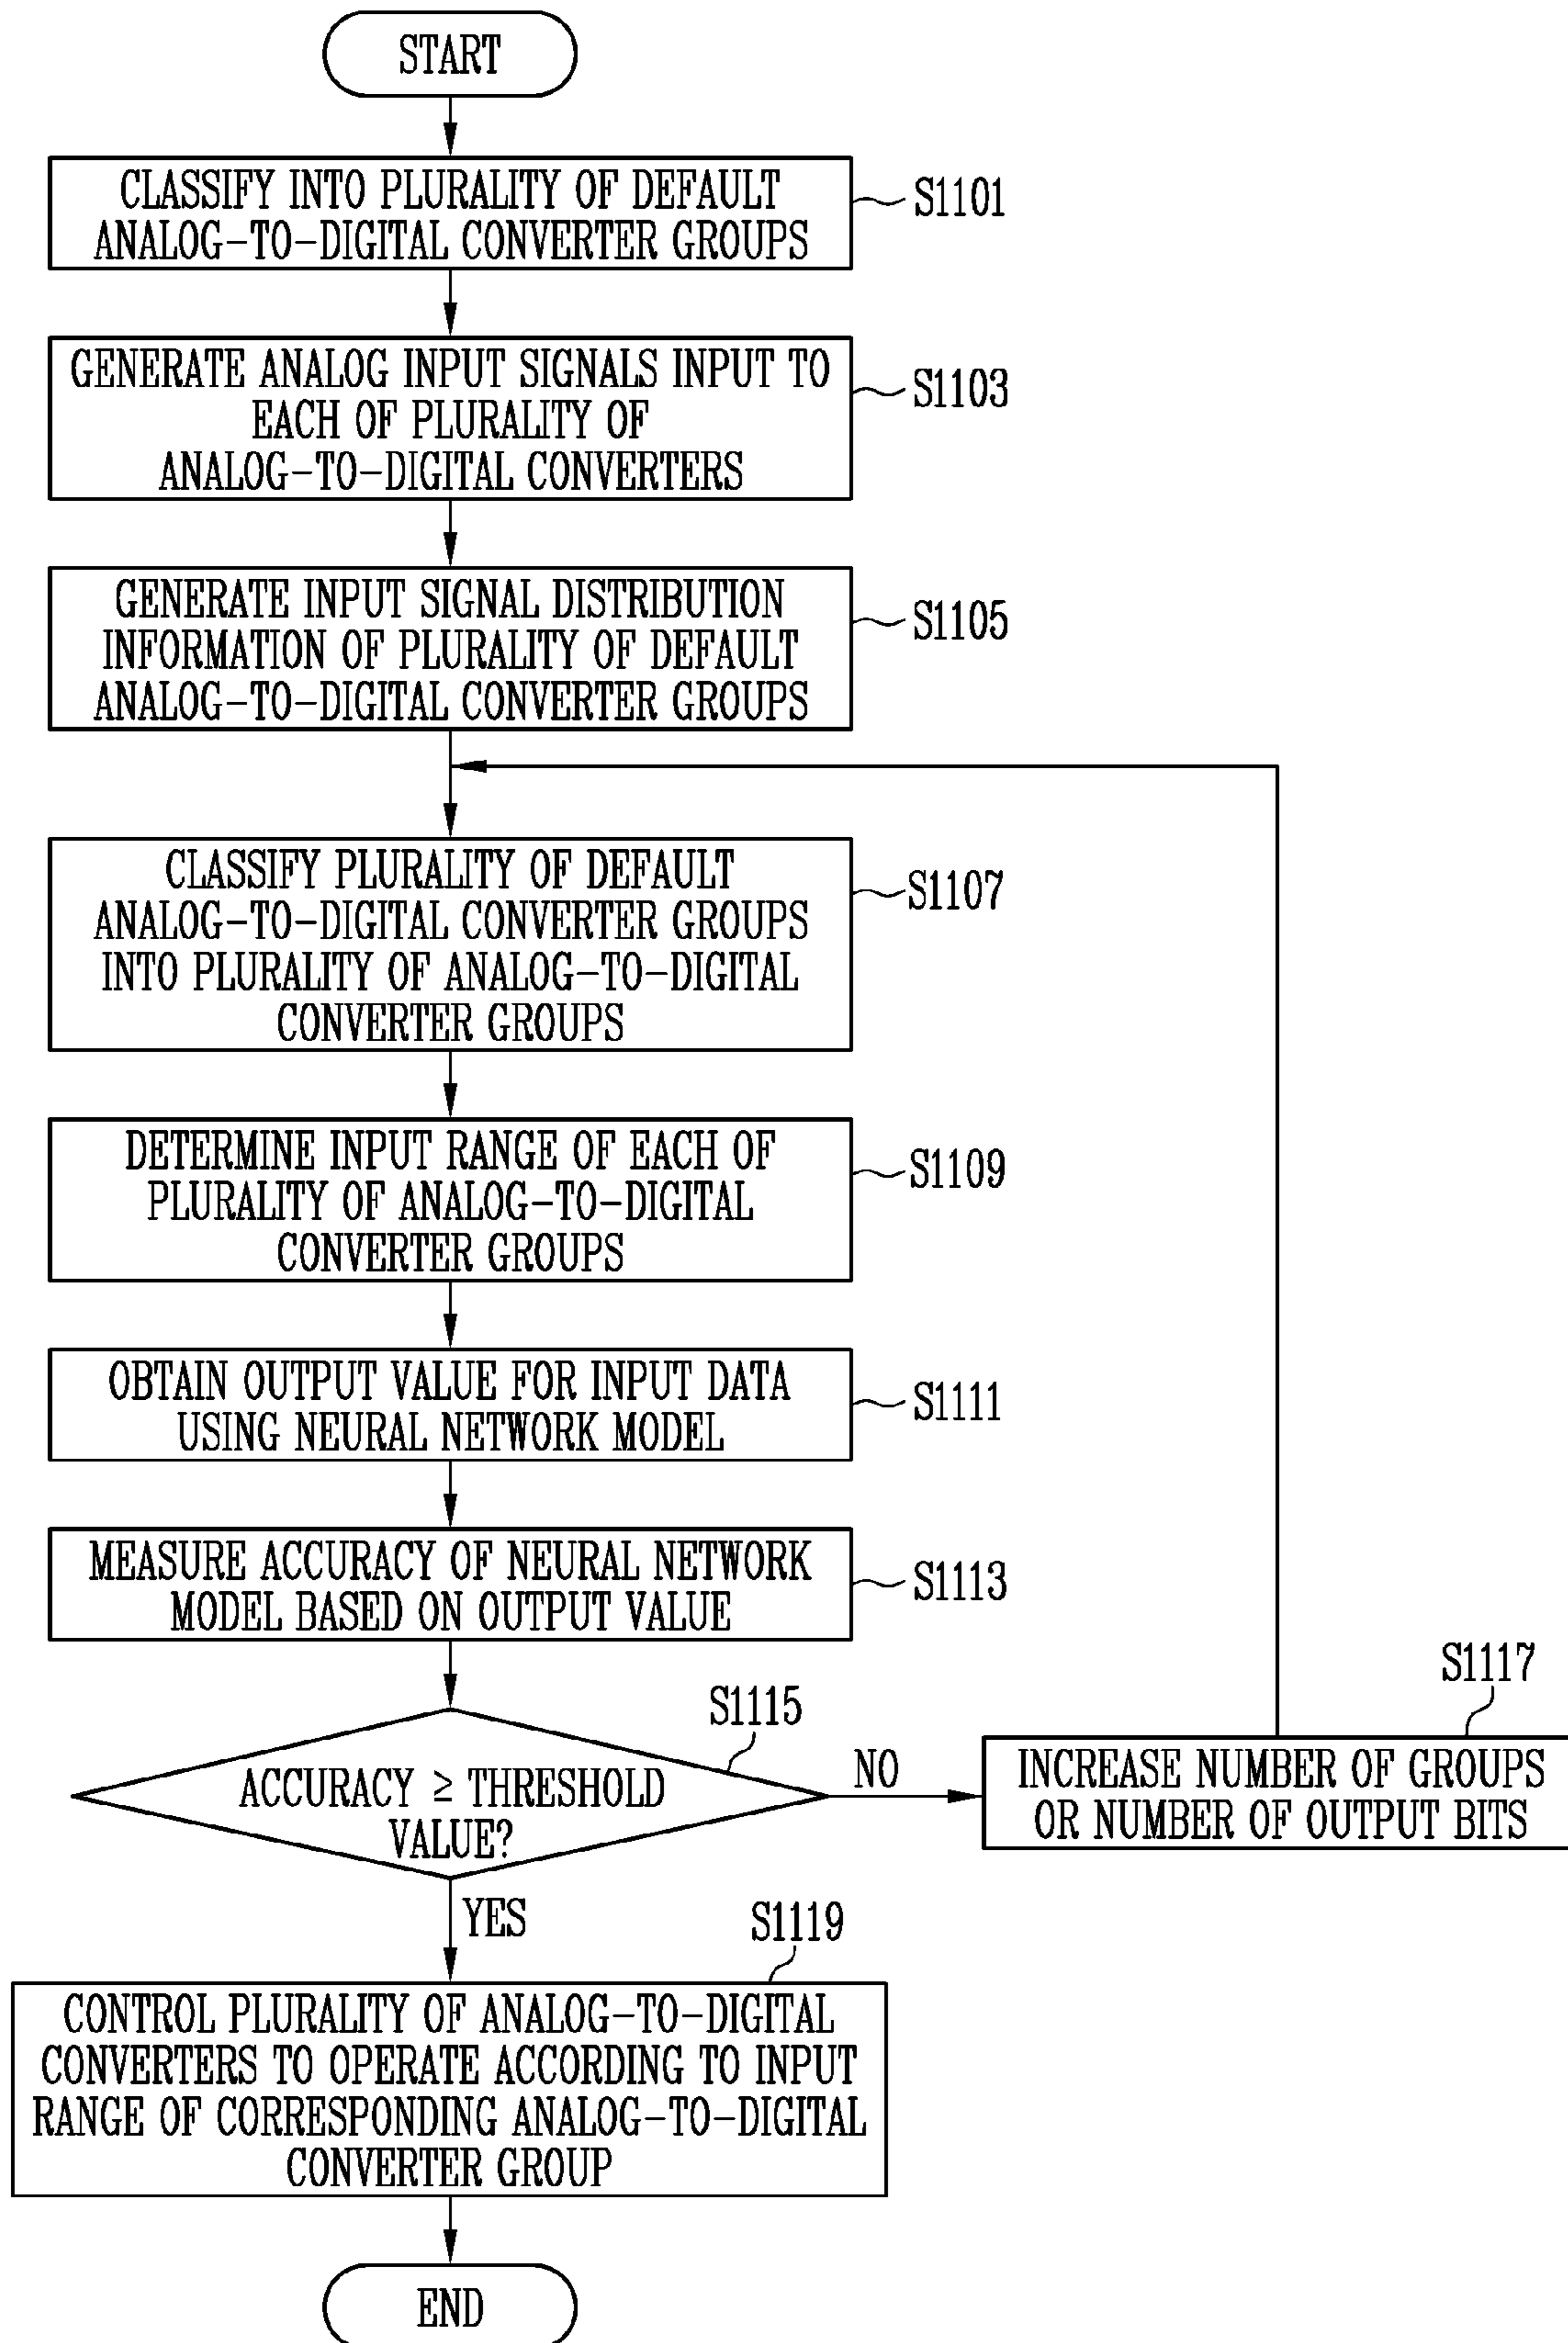 START
CLASSIFY INTO PLURALITY OF DEFAULT
ANALOG-TO-DIGITAL CONVERTER GROUPS
S1101
GENERATE ANALOG INPUT SIGNALS INPUT TO
EACH OF PLURALITY OF
ANALOG-TO-DIGITAL CONVERTERS
S1103
GENERATE INPUT SIGNAL DISTRIBUTION
INFORMATION OF PLURALITY OF DEFAULT
ANALOG-TO-DIGITAL CONVERTER GROUPS
S1105
CLASSIFY PLURALITY OF DEFAULT
ANALOG-TO-DIGITAL CONVERTER GROUPS
INTO PLURALITY OF ANALOG-TO-DIGITAL
CONVERTER GROUPS
S1107
DETERMINE INPUT RANGE OF EACH OF
PLURALITY OF ANALOG-TO-DIGITAL
CONVERTER GROUPS
S1109
OBTAIN OUTPUT VALUE FOR INPUT DATA
USING NEURAL NETWORK MODEL
S1111
MEASURE ACCURACY OF NEURAL NETWORK
MODEL BASED ON OUTPUT VALUE
S1113
S1115
ACCURACY ≥ THRESHOLD
VALUE?
NO
S1117
INCREASE NUMBER OF GROUPS
OR NUMBER OF OUTPUT BITS
YES
S1119
CONTROL PLURALITY OF ANALOG-TO-DIGITAL
CONVERTERS TO OPERATE ACCORDING TO INPUT
RANGE OF CORRESPONDING ANALOG-TO-DIGITAL
CONVERTER GROUP
END